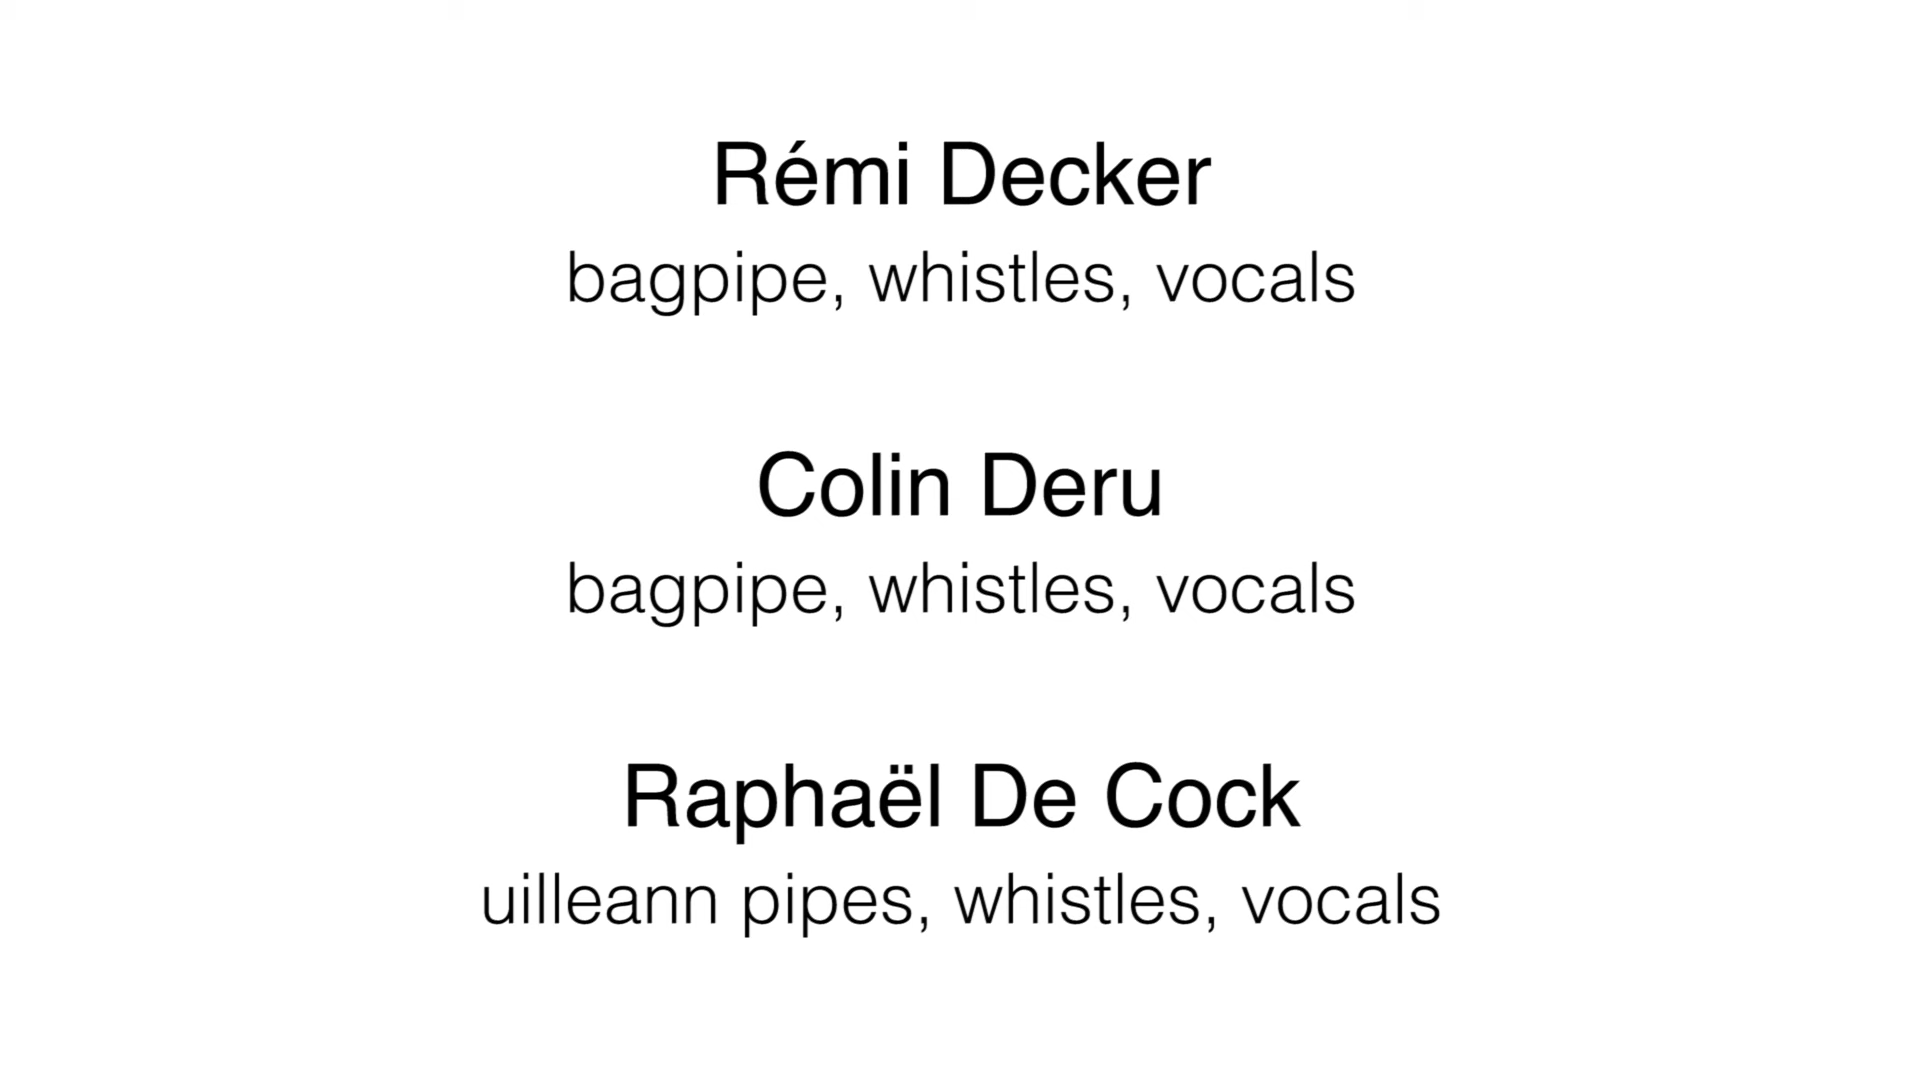 Rémi Decker
bagpipe, whistles, vocals
Colin Deru
bagpipe, whistles, vocals
Raphaël De Cock
uilleann pipes, whistles, vocals